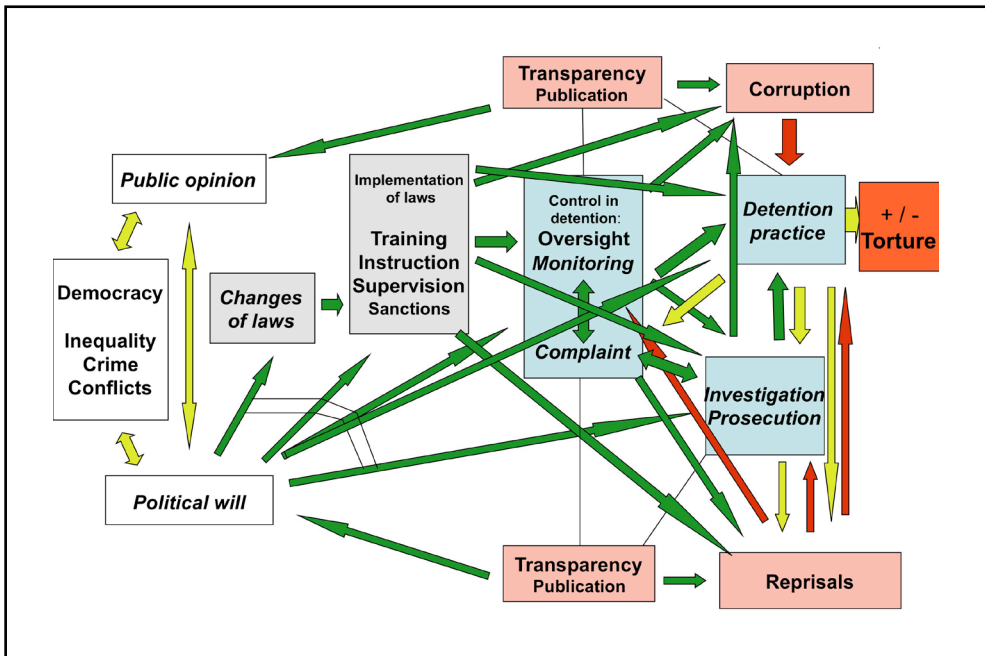 Transparency
Publication
Corruption
Public opinion
Implementation
of laws
Training
Instruction
Supervision
Sanctions
Control in
detention:
Oversight
Monitoring
Complaint
Detention
practice
+ / -
Torture
Democracy
Inequality
Crime
Conflicts
Changes
of laws
Investigation
Prosecution
Political will
Transparency
Publication
Reprisals